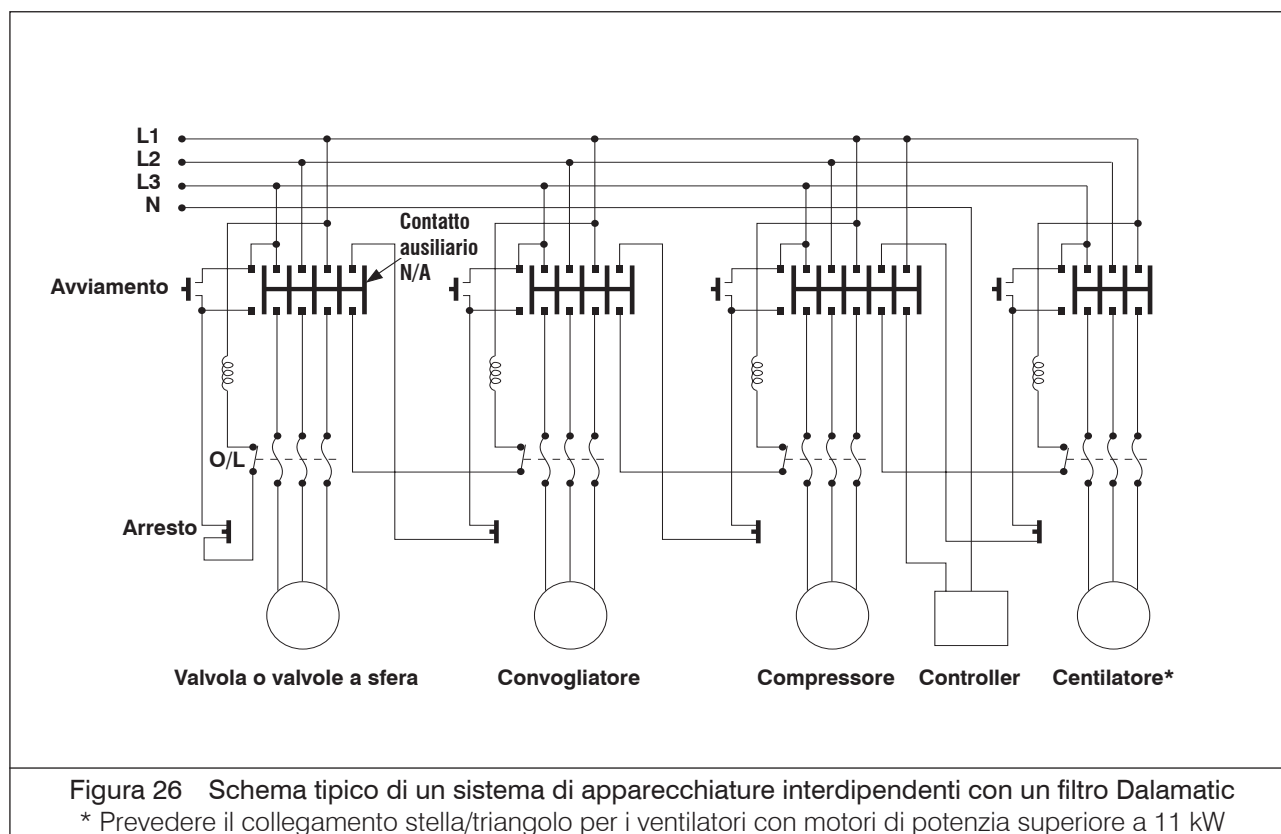 L1
L2
L3
N
Contatto
ausiliario
N/A
Avviamento
O/L
Arresto
Valvola o valvole a sfera Convogliatore Compressore Controller Centilatore*
Figura 26 Schema tipico di un sistema di apparecchiature interdipendenti con un filtro Dalamatic
* Prevedere il collegamento stella/triangolo per i ventilatori con motori di potenzia superiore a 11 kW